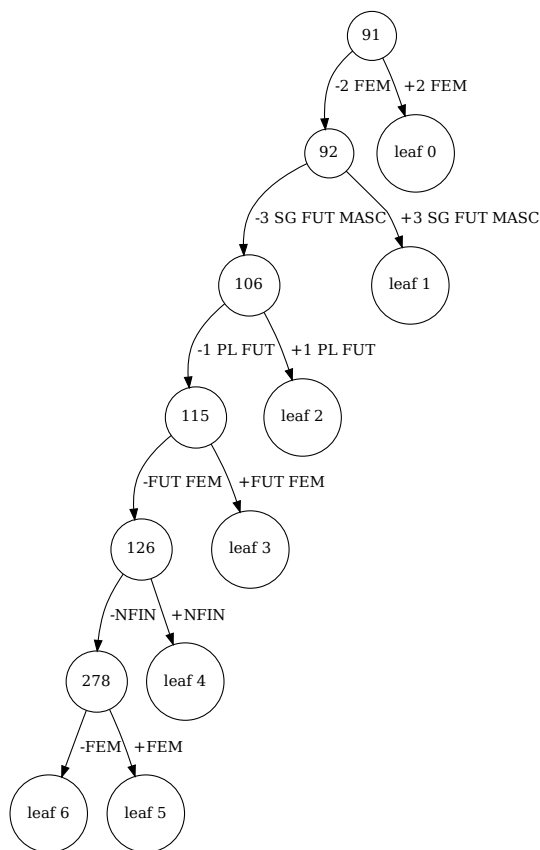 91
-2 FEM +2 FEM
92 leaf 0
-3 SG FUT MASC +3 SG FUT MASC
106 leaf 1
-1 PL FUT +1 PL FUT
115 leaf 2
-FUT FEM +FUT FEM
126 leaf 3
-NFIN +NFIN
278 leaf 4
-FEM +FEM
leaf 6 leaf 5